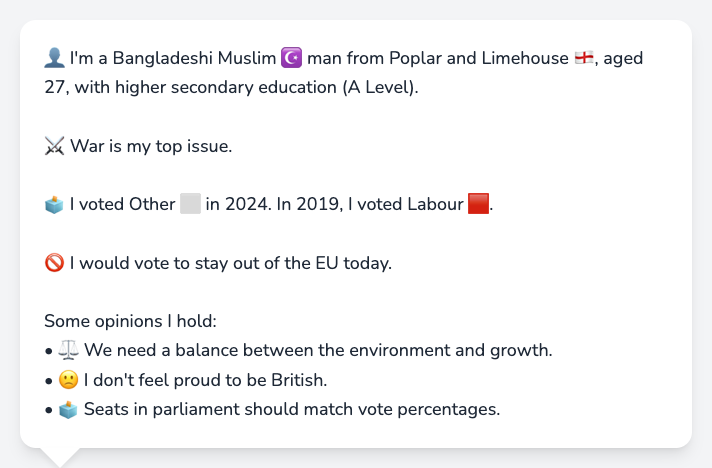 👤 I'm a Bangladeshi Muslim ☪️ man from Poplar and Limehouse 🏴󠁧󠁢󠁥󠁮󠁧󠁿, aged
27, with higher secondary education (A Level).
⚔️ War is my top issue.
🗳️ I voted Other ⬜ in 2024. In 2019, I voted Labour 🟥.
🚫 I would vote to stay out of the EU today.
Some opinions I hold:
• ⚖️ We need a balance between the environment and growth.
• 🙁 I don't feel proud to be British.
• 🗳️ Seats in parliament should match vote percentages.